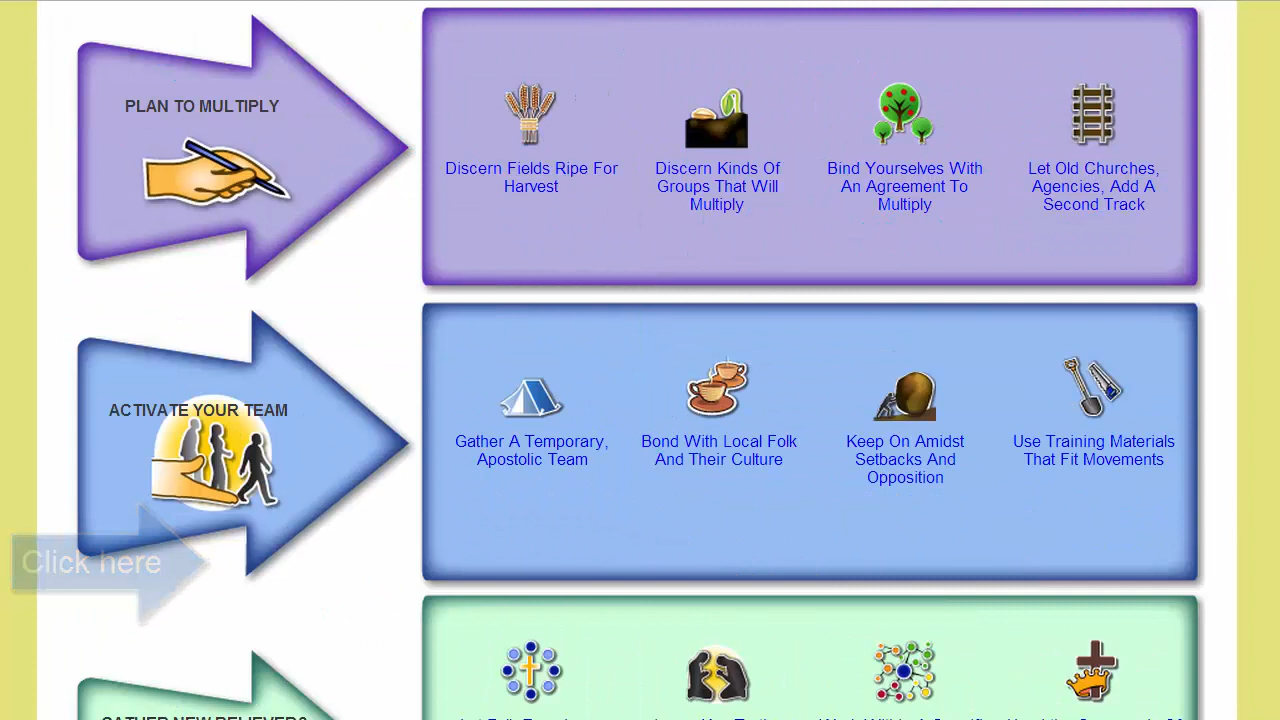 PLAN TO MULTIPLY
Discern Fields Ripe For
Harvest
Discern Kinds Of
Groups That Will
Multiply
Bind Yourselves With
An Agreement To
Multiply
Let Old Churches,
Agencies, Add A
Second Track
ACTIVATE YOUR TEAM
Gather A Temporary,
Apostolic Team
Bond With Local Folk
And Their Culture
Keep On Amidst
Setbacks And
Opposition
Use Training Materials
That Fit Movements
Click here
GATHER NEW